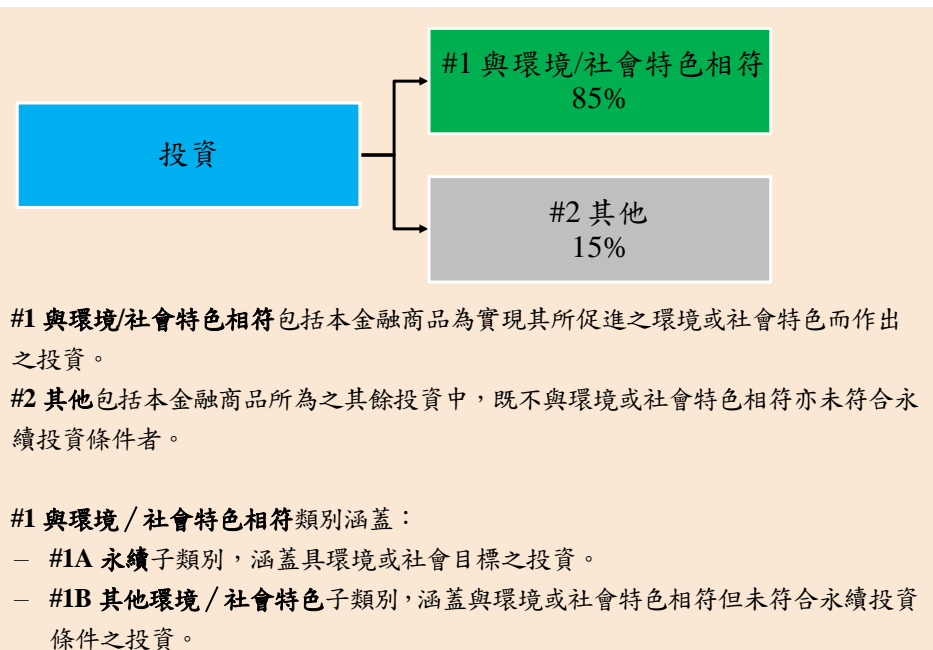 #1 與環境/社會特色相符
85%
投資
#2 其他
15%
#1 與環境/社會特色相符包括本金融商品為實現其所促進之環境或社會特色而作出
之投資。
#2 其他包括本金融商品所為之其餘投資中，既不與環境或社會特色相符亦未符合永
續投資條件者。
#1 與環境／社會特色相符類別涵蓋：
– #1A 永續子類別，涵蓋具環境或社會目標之投資。
– #1B 其他環境／社會特色子類別，涵蓋與環境或社會特色相符但未符合永續投資
條件之投資。